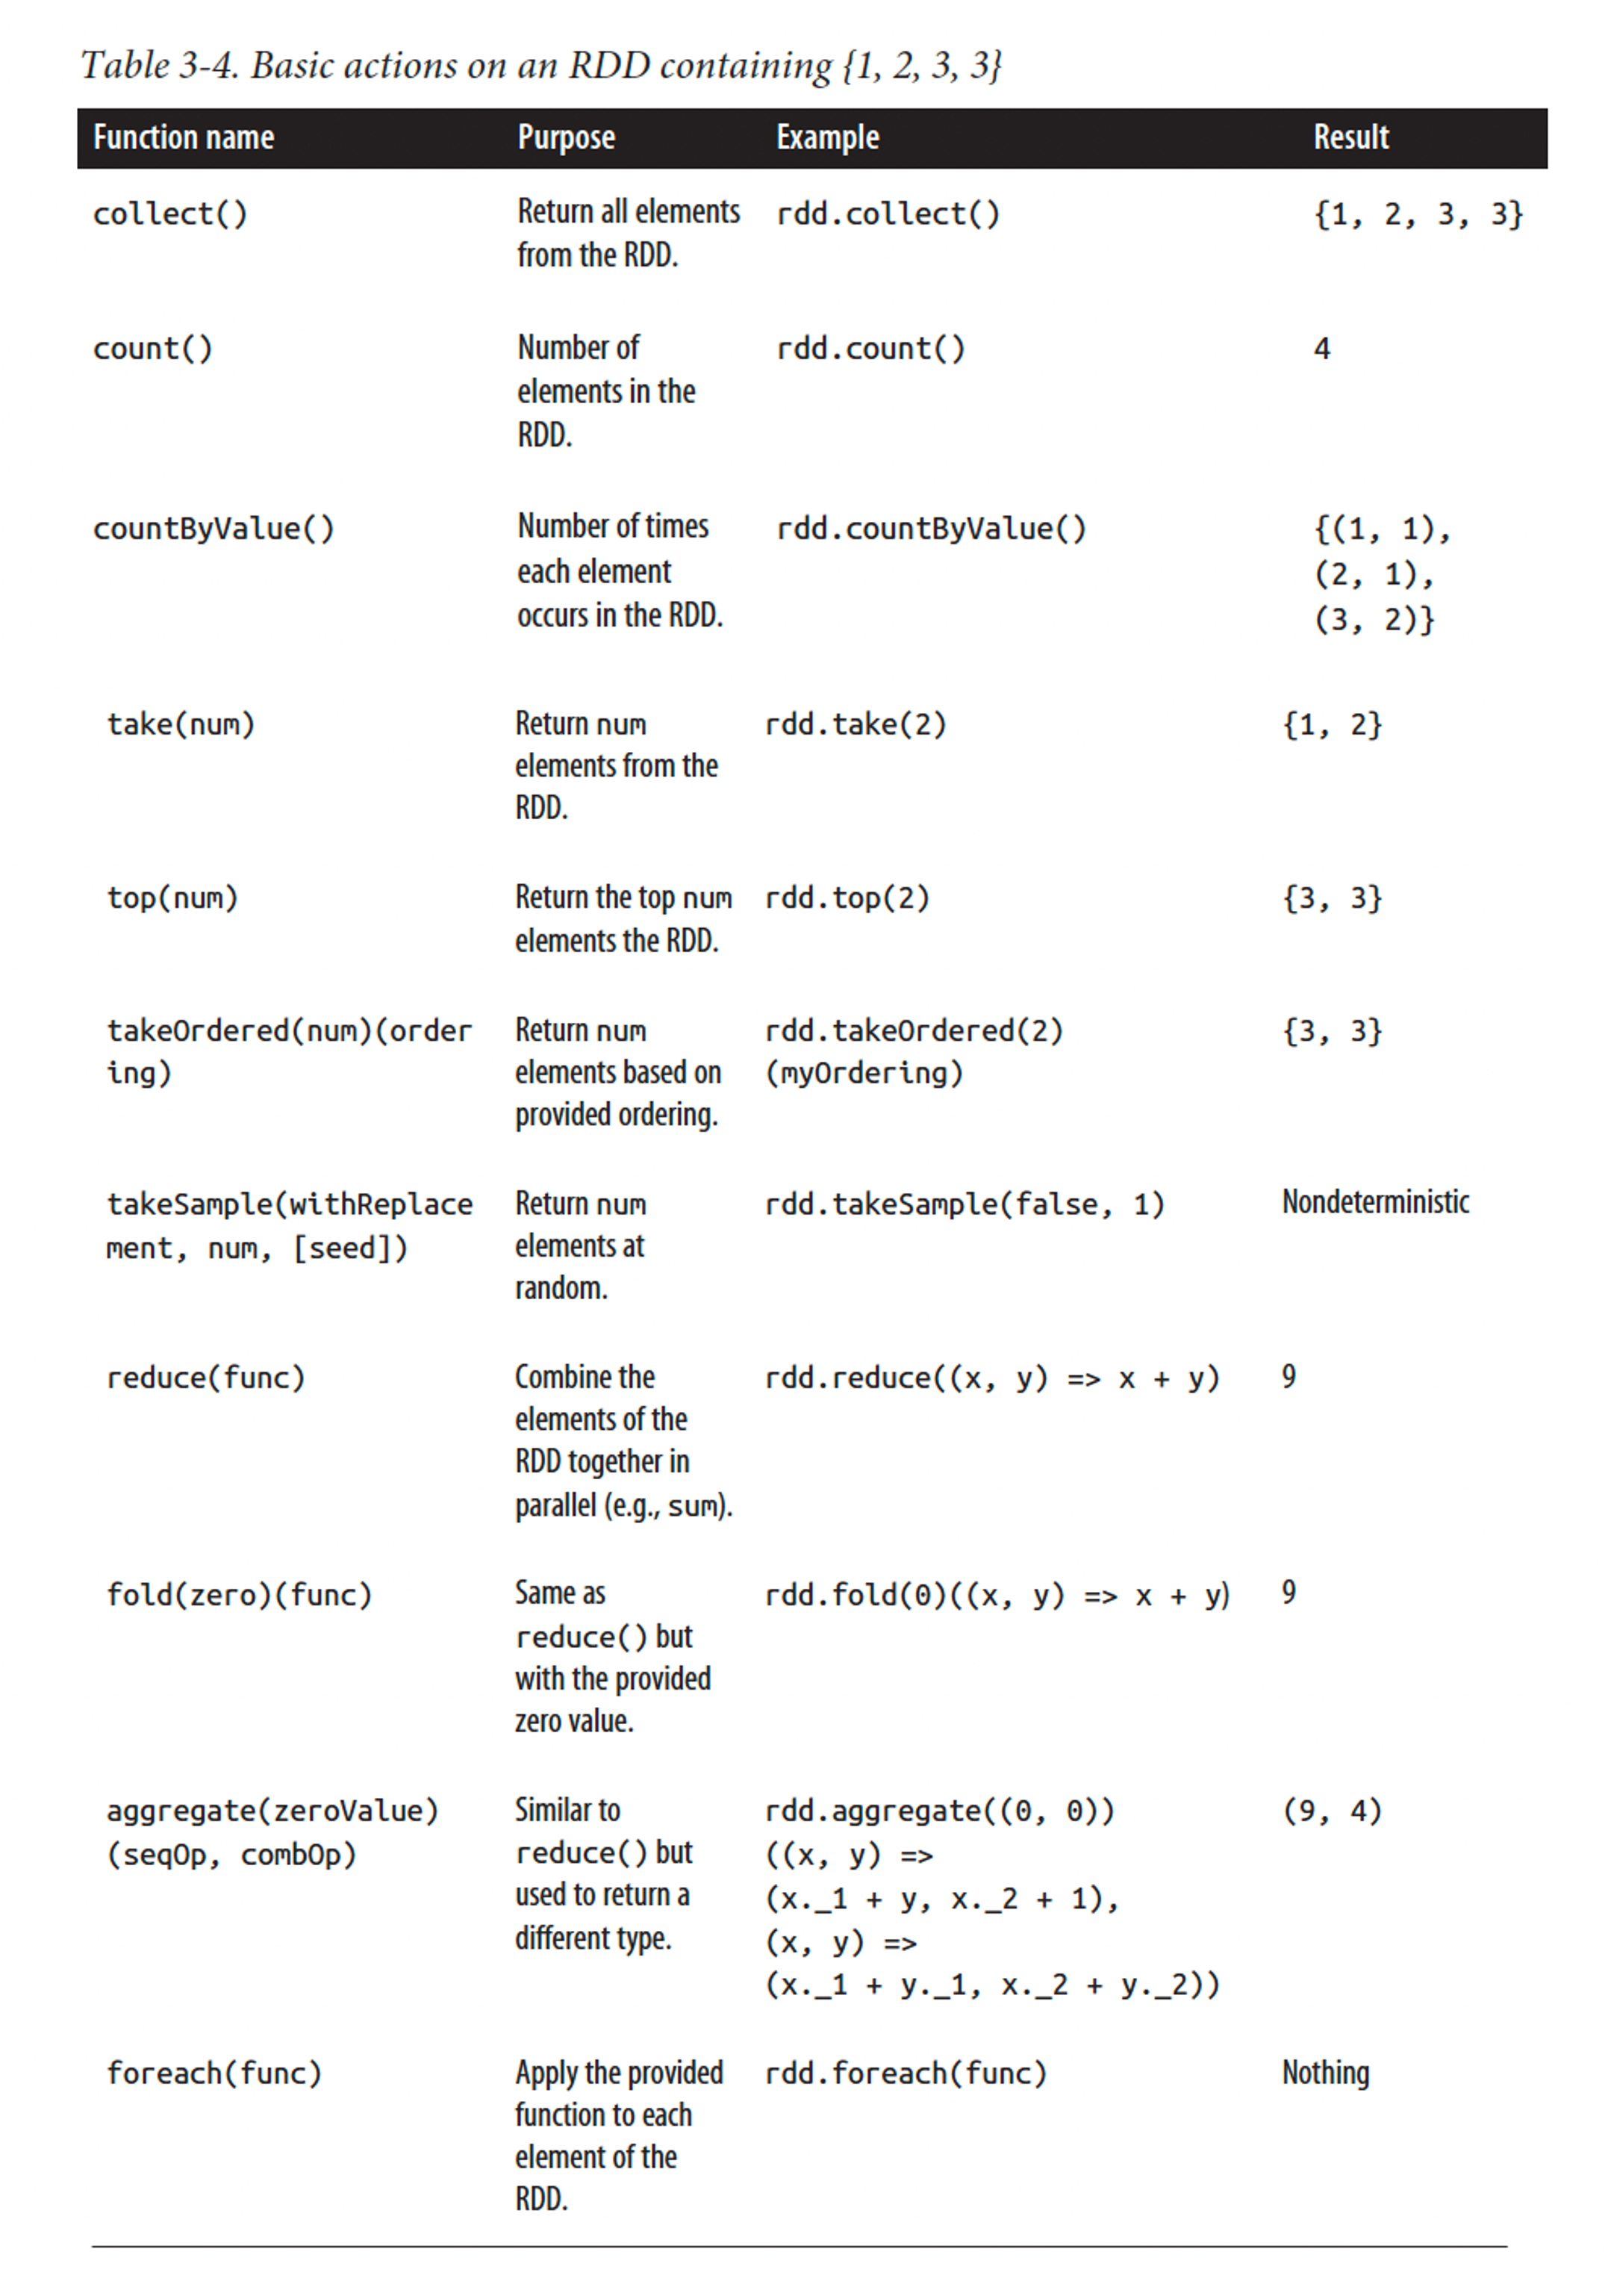 Table 3-4. Basic actions on an RDD containing {1, 2, 3, 3}
Function name Purpose Example Result
collect() Return all elements rdd.collect() {1, 2, 3, 3}
from the RDD.
count() Number of rdd.count() 4
elements in the
RDD.
countByValue() Number of times rdd.countByValue() {(1, 1),
each element (2, 1),
occurs in the RDD. (3, 2)}
take(num) Return num rdd.take(2) {1, 2}
elements from the
RDD.
top(num) Return the top num rdd.top(2) {3, 3}
elements the RDD.
takeOrdered(num)(order Return num rdd.takeOrdered(2) {3, 3}
ing) elements based on (myOrdering)
provided ordering.
takeSample(withReplace Return num rdd.takeSample(false, 1) Nondeterministic
ment, num, [seed]) elements at
random.
reduce(func) Combine the rdd.reduce((x, y) => x + y) 9
elements of the
RDD together in
parallel (e.g., sum).
fold(zero)(func) Same as rdd.fold(0)((x, y) => x + y) 9
reduce() but
with the provided
zero value.
aggregate(zeroValue) Similar to rdd.aggregate((0, 0)) (9, 4)
(seqOp, combOp) reduce() but ((x, y) =>
used to return a (x._1 + y, x._2 + 1),
different type. (x, y) =>
(x._1 + y._1, x._2 + y._2))
foreach(func) Apply the provided rdd.foreach(func) Nothing
function to each
element of the
RDD.